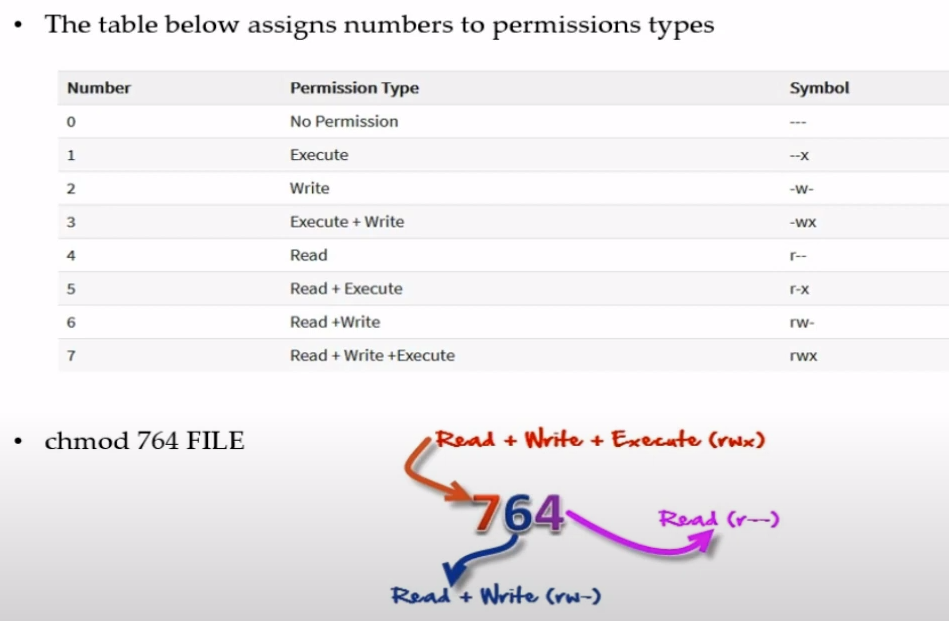 • The table below assigns numbers to permissions types
Number Permission Type Symbol
0 No Permission ---
1 Execute --x
2 Write -w-
3 Execute + Write -wx
4 Read r--
5 Read + Execute r-x
6 Read +Write rw-
7 Read + Write +Execute rwx
• chmod 764 FILE
Read + Write + Execute (rwx)
764
Read (r--)
Read + Write (rw-)